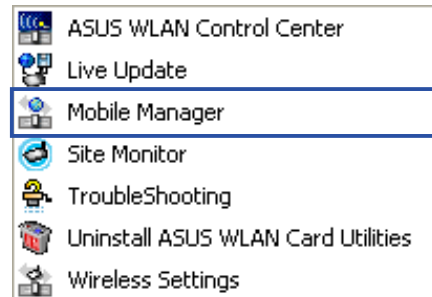 ASUS WLAN Control Center
Live Update
Mobile Manager
Site Monitor
TroubleShooting
Uninstall ASUS WLAN Card Utilities
Wireless Settings